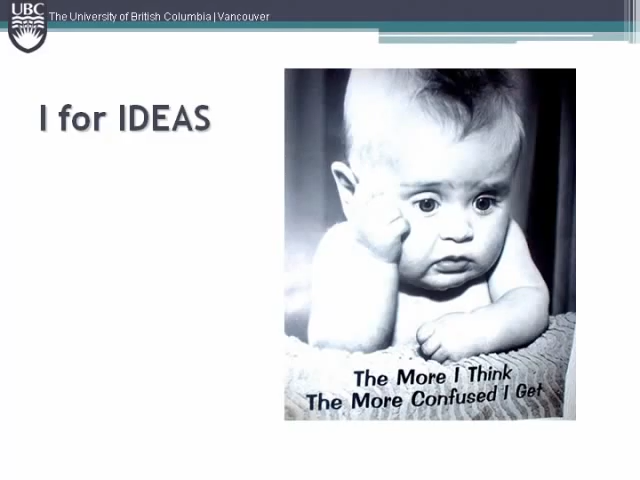 UBC
The University of British Columbia | Vancouver
I for IDEAS
The More I Think
The More Confused I Get